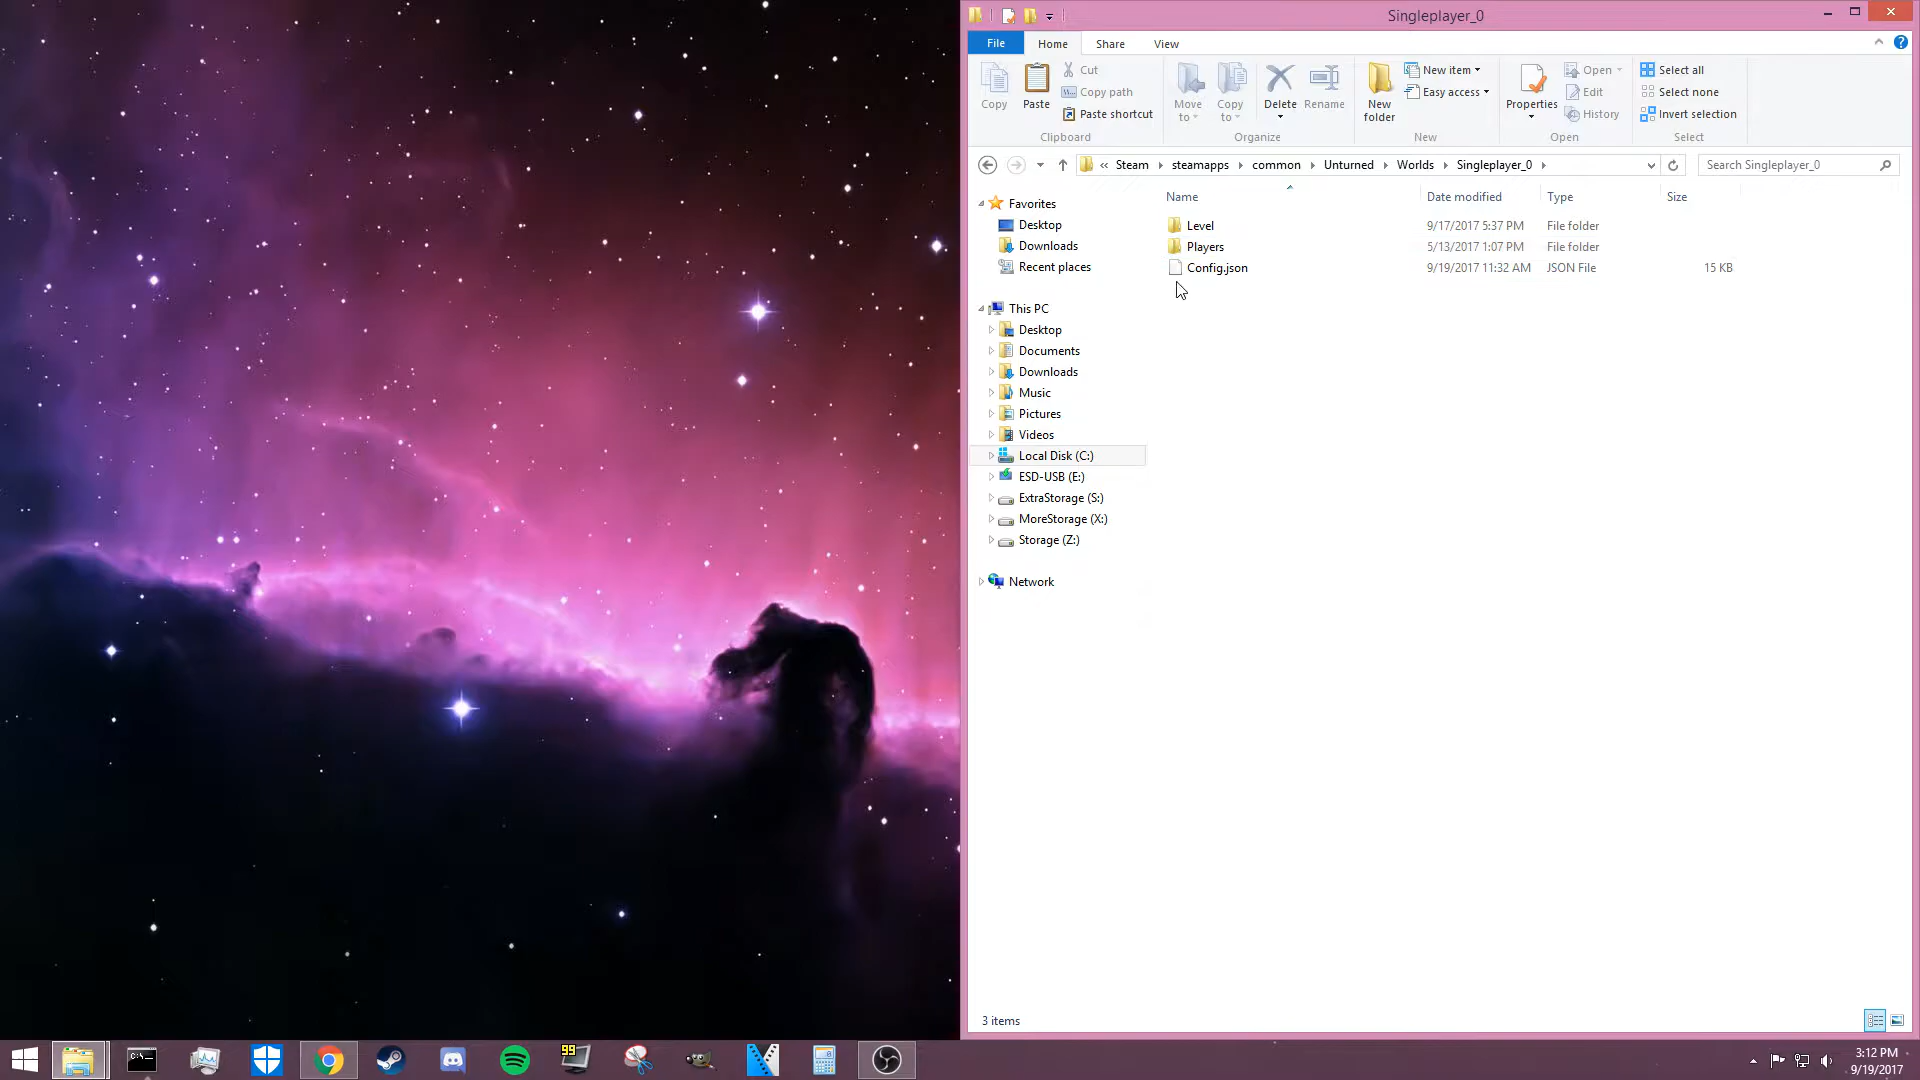 Singleplayer_0
File Home Share View
Copy
Paste
Cut
Copy path
Paste shortcut
Clipboard
Move to
Copy to
Delete
Rename
Organize
New folder
New item
Easy access
New
Properties
Open
Edit
History
Open
Select all
Select none
Invert selection
Select
« Steam steamapps common Unturned Worlds Singleplayer_0
Search Singleplayer_0
Name Date modified Type Size
Level 9/17/2017 5:37 PM File folder
Players 5/13/2017 1:07 PM File folder
Config.json 9/19/2017 11:32 AM JSON File 15 KB
Favorites
Desktop
Downloads
Recent places
This PC
Desktop
Documents
Downloads
Music
Pictures
Videos
Local Disk (C:)
ESD-USB (E:)
ExtraStorage (S:)
MoreStorage (X:)
Storage (Z:)
Network
3 items
C:\
99
3:12 PM
9/19/2017